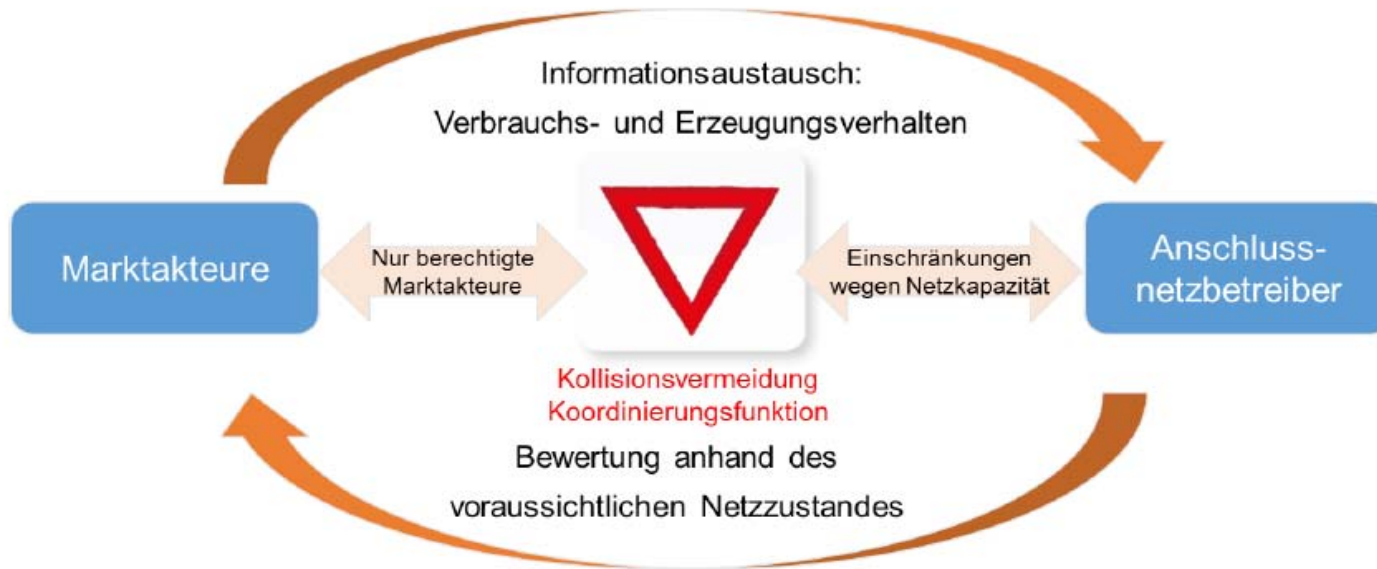 Informationsaustausch:
Verbrauchs- und Erzeugungsverhalten
Marktakteure
Nur berechtigte
Marktakteure
Einschränkungen
wegen Netzkapazität
Anschluss-
netzbetreiber
Kollisionsvermeidung
Koordinierungsfunktion
Bewertung anhand des
voraussichtlichen Netzzustandes